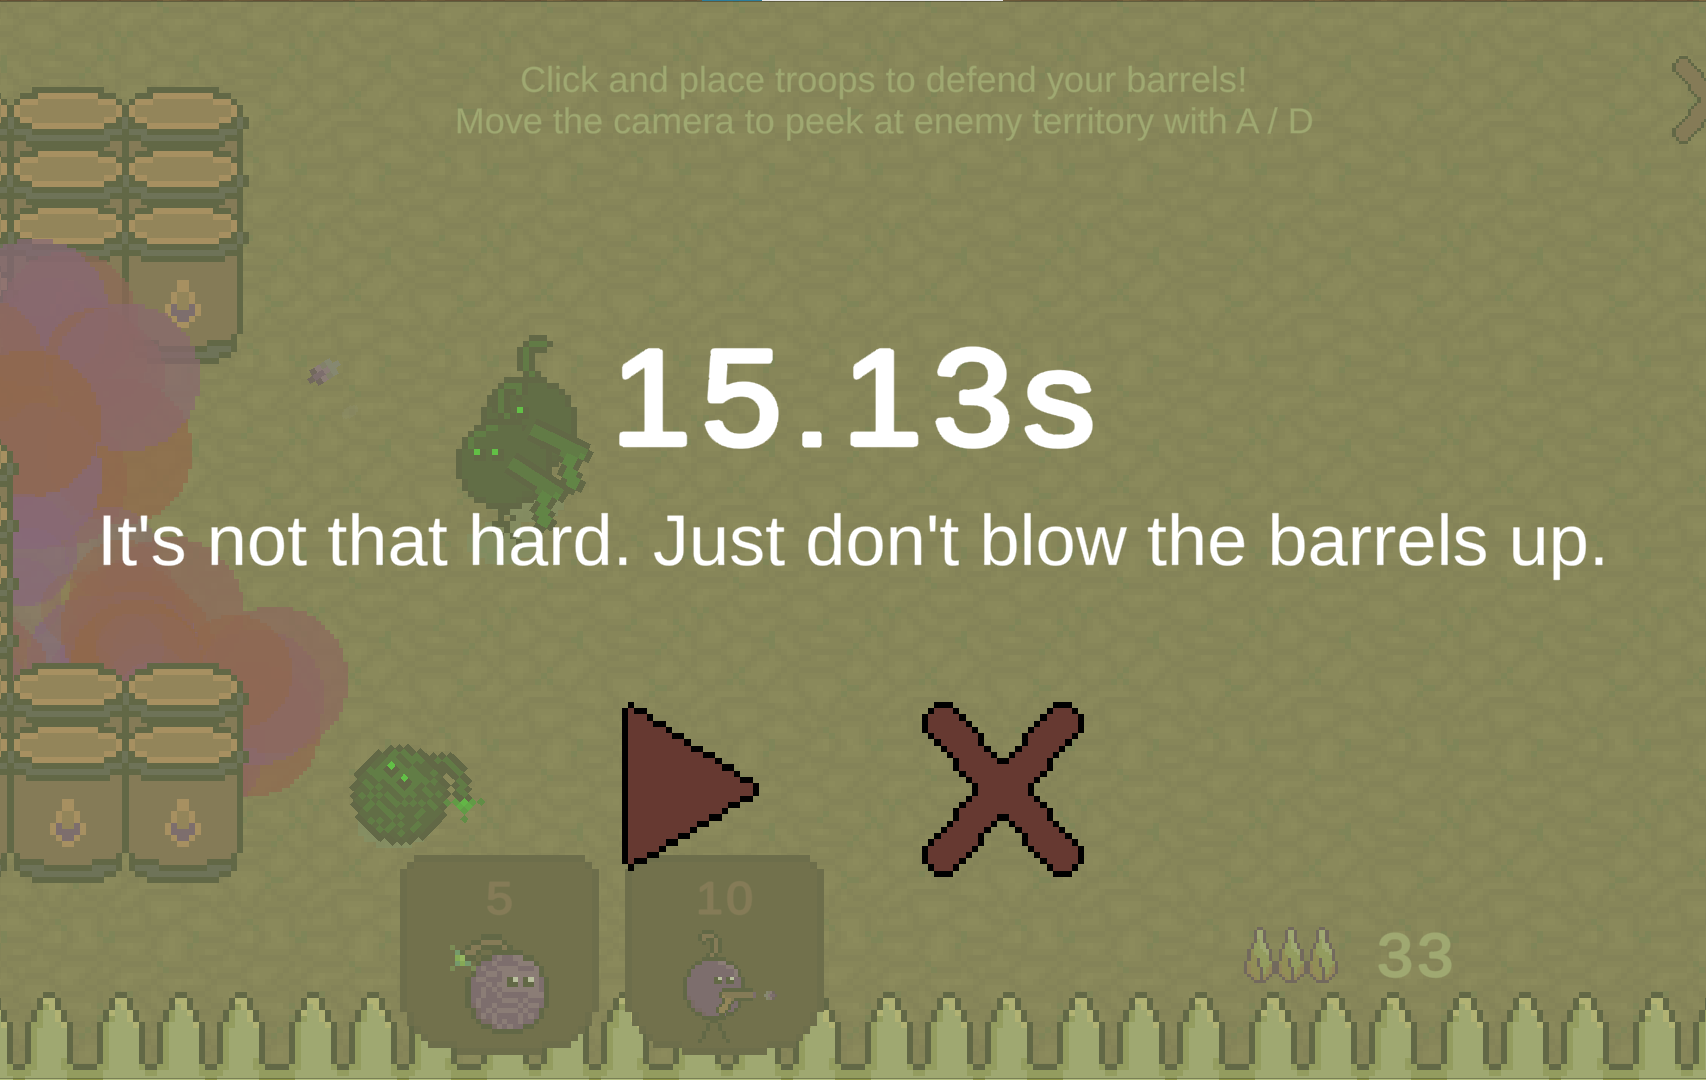 Click and place troops to defend your barrels!
Move the camera to peek at enemy territory with A / D
15.13s
It's not that hard. Just don't blow the barrels up.
5
10
33